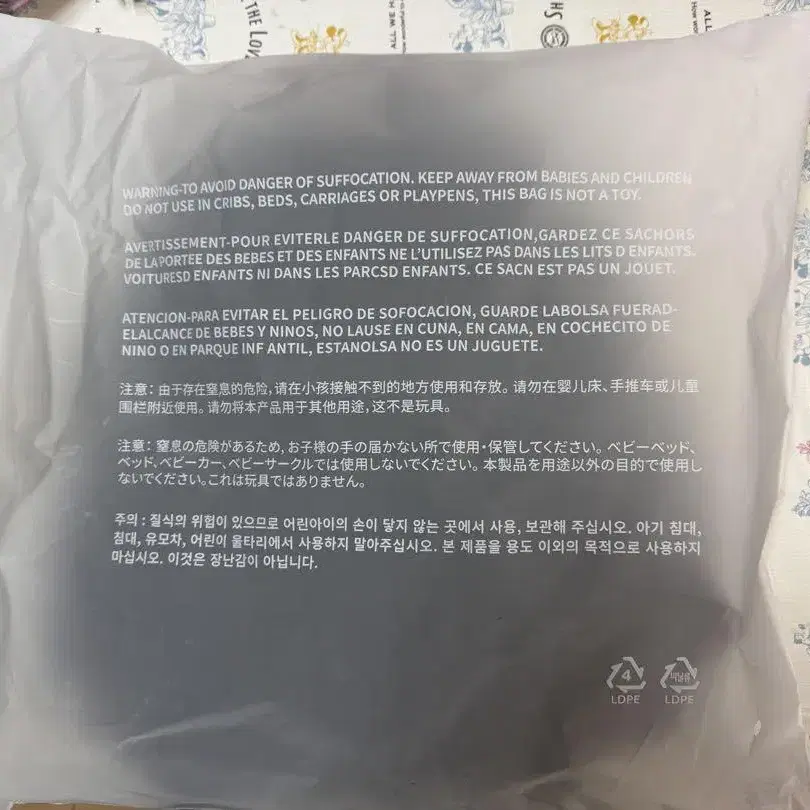 THE LOVE
ALL WE H
WARNING-TO AVOID DANGER OF SUFFOCATION. KEEP AWAY FROM BABIES AND CHILDREN
DO NOT USE IN CRIBS, BEDS, CARRIAGES OR PLAYPENS, THIS BAG IS NOT A TOY.
AVERTISSEMENT-POUR EVITERLE DANGER DE SUFFOCATION,GARDEZ CE SACHORS
DE LA PORTEE DES BEBES ET DES ENFANTS NE L'UTILISEZ PAS DANS LES LITS D ENFANTS.
VOITURESD ENFANTS NI DANS LES PARCSD ENFANTS. CE SACN EST PAS UN JOUET.
ATENCION-PARA EVITAR EL PELIGRO DE SOFOCACION, GUARDE LABOLSA FUERAD-
ELALCANCE DE BEBES Y NINOS, NO LAUSE EN CUNA, EN CAMA, EN COCHECITO DE
NINO O EN PARQUE INF ANTIL, ESTANOLSA NO ES UN JUGUETE.
注意：由于存在窒息的危险，请在小孩接触不到的地方使用和存放。请勿在婴儿床、手推车或儿童
围栏附近使用。请勿将本产品用于其他用途，这不是玩具。
注意：窒息の危険があるため，お子様の手の届かない所で使用・保管してください。ベビーベッド、
ベッド、ベビーカー、ベビーサークルでは使用しないでください。本製品を用途以外の目的で使用し
ないでください。これは玩具ではありません。
주의 : 질식의 위험이 있으므로 어린아이의 손이 닿지 않는 곳에서 사용, 보관해 주십시오. 아기 침대,
침대, 유모차, 어린이 울타리에서 사용하지 말아주십시오. 본 제품을 용도 이외의 목적으로 사용하지
마십시오. 이것은 장난감이 아닙니다.
4
LDPE
비닐류
LDPE